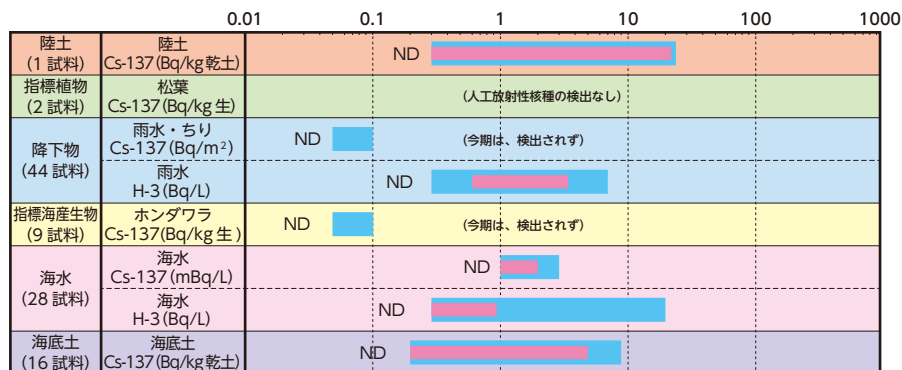 0.01 0.1 1 10 100 1000
陸土
(1 試料)
陸土
Cs-137(Bq/kg乾土)
ND
指標植物
(2 試料)
松葉
Cs-137(Bq/kg 生)
(人工放射性核種の検出なし)
降下物
(44 試料)
雨水・ちり
Cs-137(Bq/m²)
ND
(今期は、検出されず)
雨水
H-3(Bq/L)
ND
指標海産生物
(9 試料)
ホンダワラ
Cs-137(Bq/kg 生)
ND
(今期は、検出されず)
海水
(28 試料)
海水
Cs-137(mBq/L)
ND
海水
H-3(Bq/L)
ND
海底土
(16 試料)
海底土
Cs-137(Bq/kg乾土)
ND